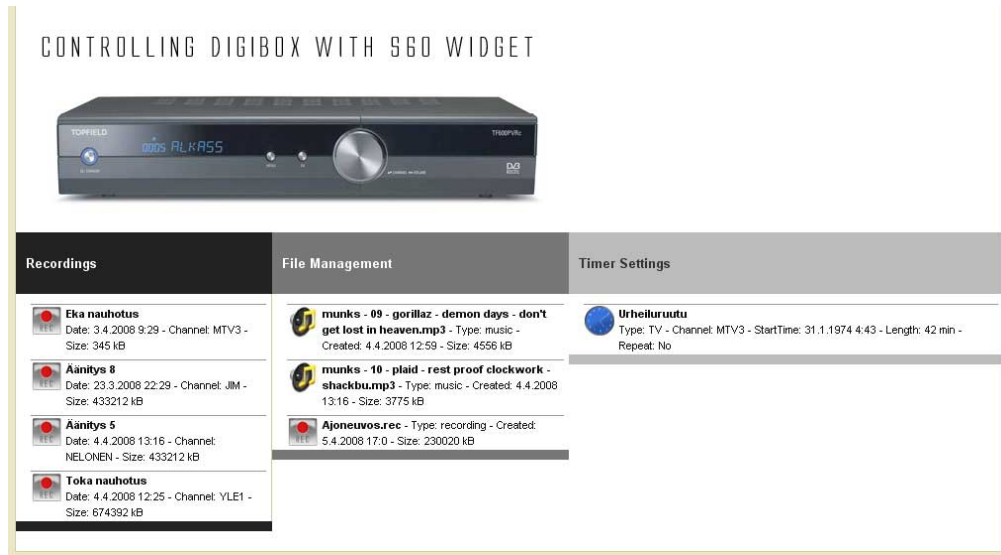 CONTROLLING DIGIBOX WITH S60 WIDGET
TOPFIELD
TF600PVRc
0005 ALKASS
DVB
Recordings
File Management
Timer Settings
Eka nauhotus
Date: 3.4.2008 9:29 - Channel: MTV3 -
Size: 345 kB
REC
Äänitys 8
Date: 23.3.2008 22:29 - Channel: JIM -
Size: 433212 kB
REC
Äänitys 5
Date: 4.4.2008 13:16 - Channel:
NELONEN - Size: 433212 kB
REC
Toka nauhotus
Date: 4.4.2008 12:25 - Channel: YLE1 -
Size: 674392 kB
REC
munks - 09 - gorillaz - demon days - don't
get lost in heaven.mp3 - Type: music -
Created: 4.4.2008 12:59 - Size: 4556 kB
munks - 10 - plaid - rest proof clockwork -
shackbu.mp3 - Type: music - Created: 4.4.2008
13:16 - Size: 3775 kB
Ajoneuvos.rec - Type: recording - Created:
5.4.2008 17:0 - Size: 230020 kB
REC
Urheiluruutu
Type: TV - Channel: MTV3 - StartTime: 31.1.1974 4:43 - Length: 42 min -
Repeat: No